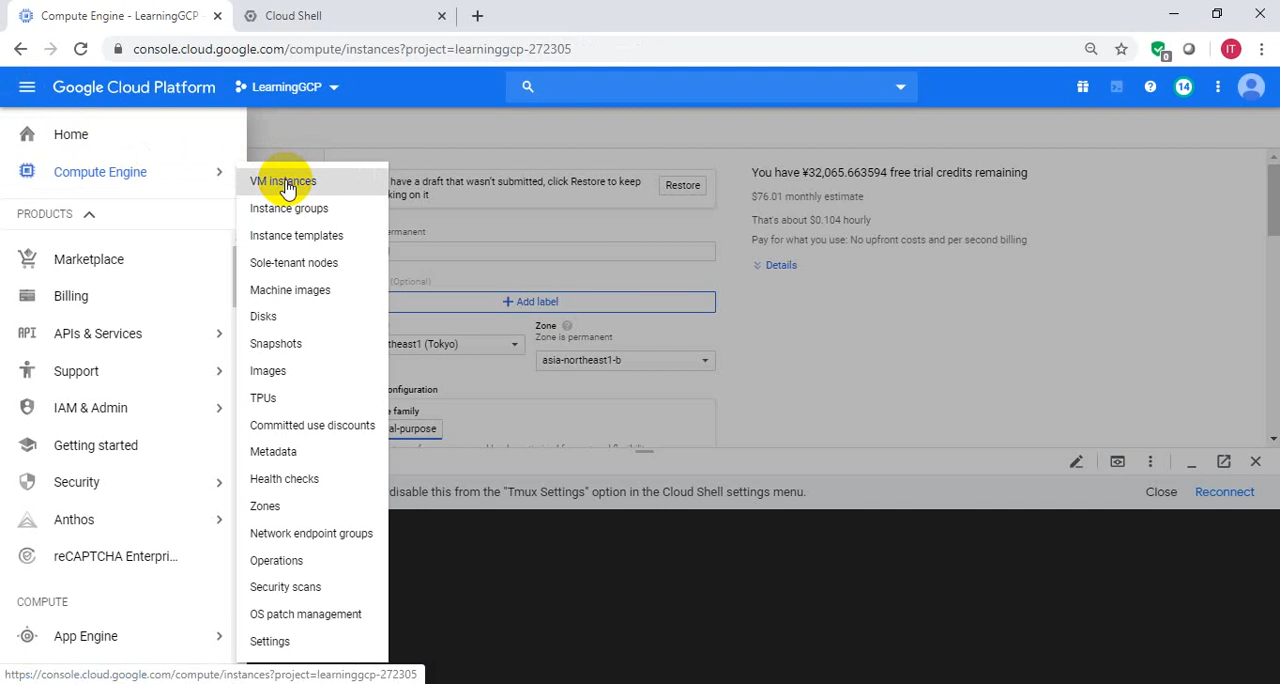 Compute Engine - LearningGCP
Cloud Shell
console.cloud.google.com/compute/instances?project=learninggcp-272305
0
IT
Google Cloud Platform
LearningGCP
14
Home
Compute Engine
PRODUCTS
Marketplace
Billing
APIs & Services
Support
IAM & Admin
Getting started
Security
Anthos
reCAPTCHA Enterpri...
COMPUTE
App Engine
VM instances
Instance groups
Instance templates
Sole-tenant nodes
Machine images
Disks
Snapshots
Images
TPUs
Committed use discounts
Metadata
Health checks
Zones
Network endpoint groups
Operations
Security scans
OS patch management
Settings
have a draft that wasn't submitted, click Restore to keep
king on it
Restore
ermanent
(Optional)
Add label
Zone
Zone is permanent
theast1 (Tokyo)
asia-northeast1-b
onfiguration
e family
al-purpose
You have ¥32,065.663594 free trial credits remaining
$76.01 monthly estimate
That's about $0.104 hourly
Pay for what you use: No upfront costs and per second billing
Details
disable this from the "Tmux Settings" option in the Cloud Shell settings menu.
Close
Reconnect
https://console.cloud.google.com/compute/instances?project=learninggcp-272305